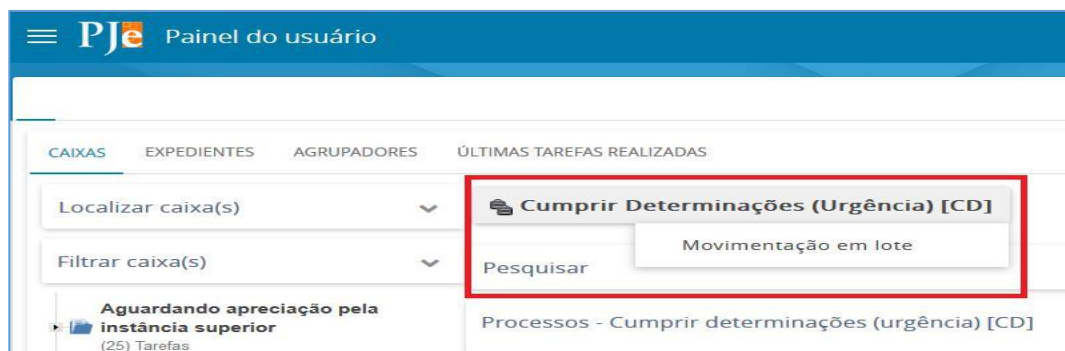 PJe Painel do usuário
CAIXAS EXPEDIENTES AGRUPADORES ÚLTIMAS TAREFAS REALIZADAS
Localizar caixa(s)
Cumprir Determinações (Urgência) [CD]
Movimentação em lote
Filtrar caixa(s)
Pesquisar
Aguardando apreciação pela
instância superior
(25) Tarefas
Processos - Cumprir determinações (urgência) [CD]